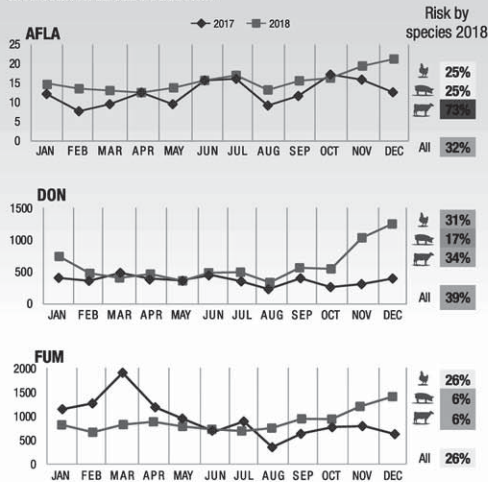 Risk by
species 2018
2017 2018
AFLA
25
20
15
10
5
0
JAN FEB MAR APR MAY JUN JUL AUG SEP OCT NOV DEC
25%
25%
73%
All 32%
DON
1500
1000
500
0
JAN FEB MAR APR MAY JUN JUL AUG SEP OCT NOV DEC
31%
17%
34%
All 39%
FUM
2000
1500
1000
500
0
JAN FEB MAR APR MAY JUN JUL AUG SEP OCT NOV DEC
26%
6%
6%
All 26%